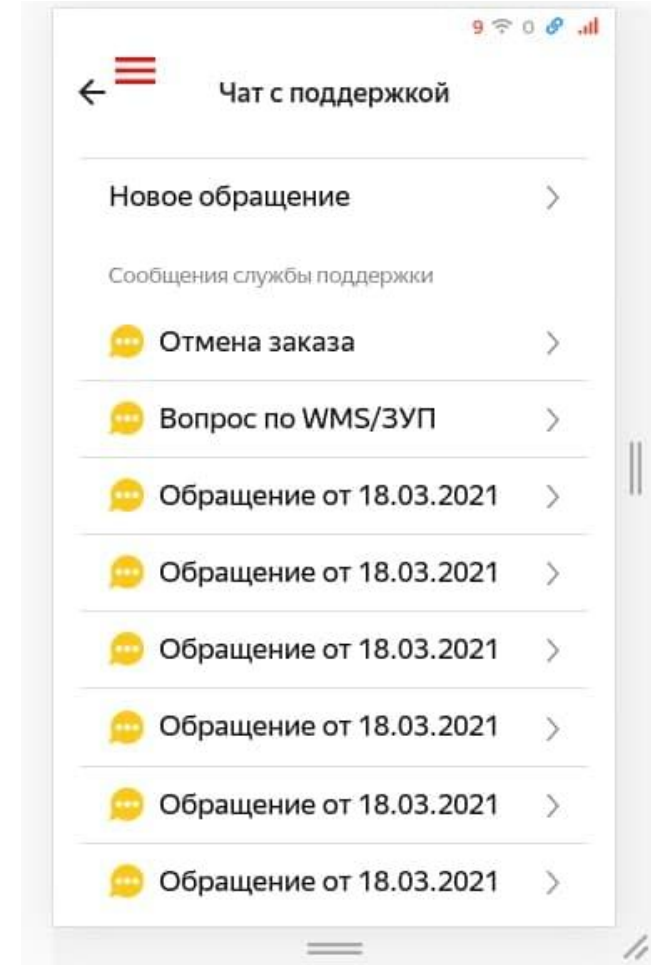 9 0
Чат с поддержкой
Новое обращение
Сообщения службы поддержки
Отмена заказа
Вопрос по WMS/ЗУП
Обращение от 18.03.2021
Обращение от 18.03.2021
Обращение от 18.03.2021
Обращение от 18.03.2021
Обращение от 18.03.2021
Обращение от 18.03.2021